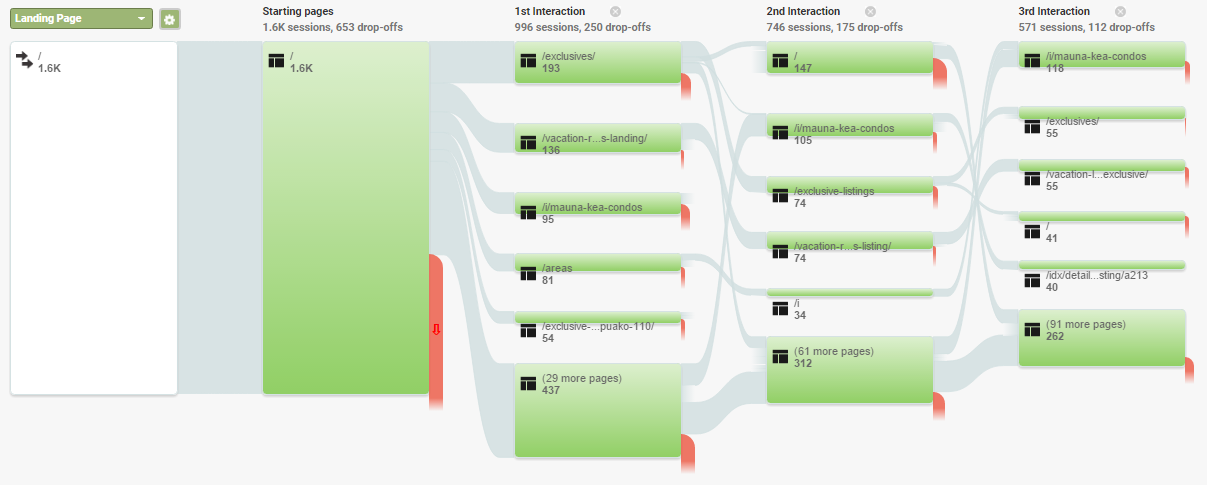 Landing Page
Starting pages
1.6K sessions, 653 drop-offs
1st Interaction
996 sessions, 250 drop-offs
2nd Interaction
746 sessions, 175 drop-offs
3rd Interaction
571 sessions, 112 drop-offs
/
1.6K
/
1.6K
/exclusives/
193
/vacation-r...s-landing/
136
/i/mauna-kea-condos
95
/areas
81
/exclusive-...puako-110/
54
(29 more pages)
437
/
147
/i/mauna-kea-condos
105
/exclusive-listings
74
/vacation-r...s-listing/
74
/i
34
(61 more pages)
312
/i/mauna-kea-condos
118
/exclusives/
55
/vacation-l...exclusive/
55
/
41
/idx/detail...sting/a213
40
(91 more pages)
262